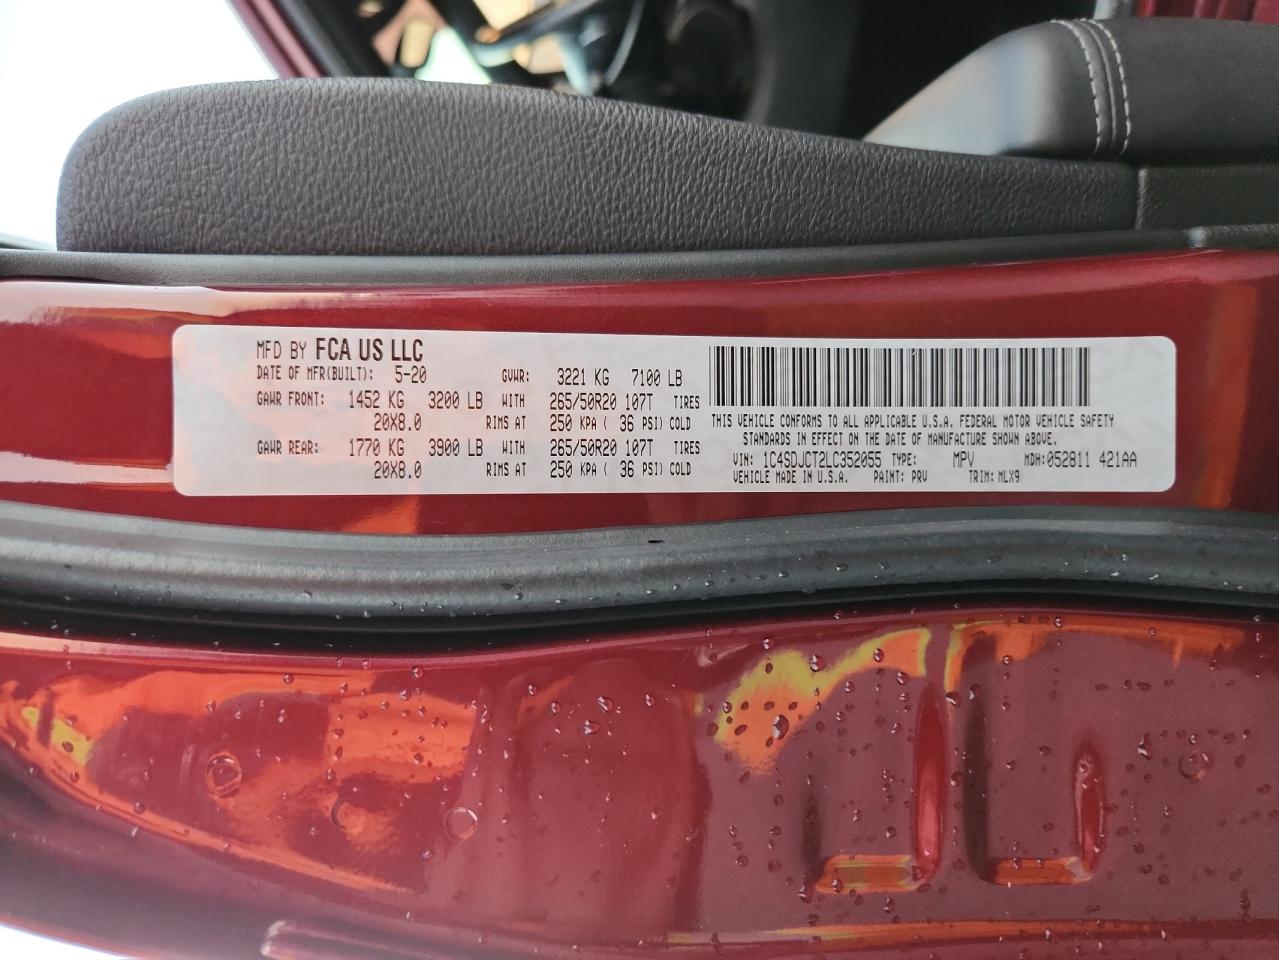 MFD BY FCA US LLC
DATE OF MFR(BUILT): 5-20 GVWR: 3221 KG 7100 LB
GAWR FRONT: 1452 KG 3200 LB WITH 265/50R20 107T TIRES
20X8.0 RIMS AT 250 KPA ( 36 PSI) COLD
GAWR REAR: 1770 KG 3900 LB WITH 265/50R20 107T TIRES
20X8.0 RIMS AT 250 KPA ( 36 PSI) COLD
THIS VEHICLE CONFORMS TO ALL APPLICABLE U.S.A. FEDERAL MOTOR VEHICLE SAFETY
STANDARDS IN EFFECT ON THE DATE OF MANUFACTURE SHOWN ABOVE.
VIN: 1C4SDJCT2LC352055 TYPE: MPV MDH:052811 421AA
VEHICLE MADE IN U.S.A. PAINT: PRV TRIM: MLX9